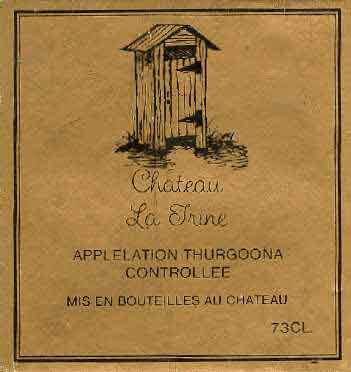 Chateau
La Trine
APPLELATION THURGOONA
CONTROLLEE
MIS EN BOUTEILLES AU CHATEAU
73CL